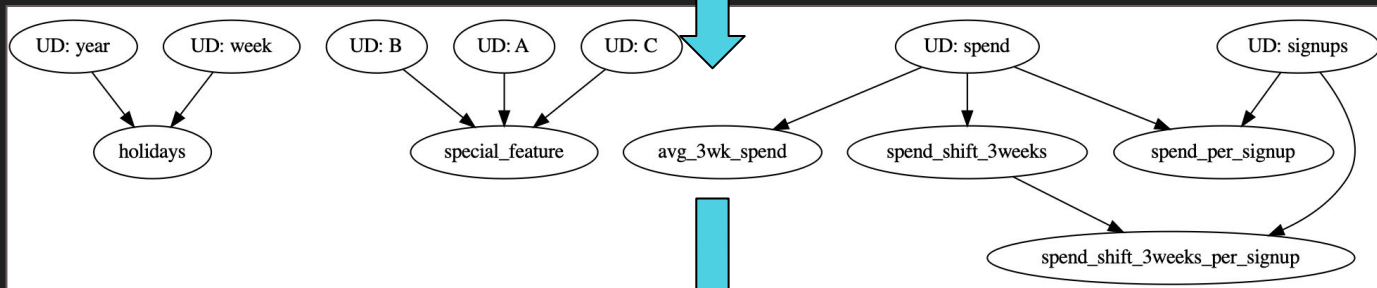 UD: year
UD: week
UD: B
UD: A
UD: C
UD: spend
UD: signups
holidays
special_feature
avg_3wk_spend
spend_shift_3weeks
spend_per_signup
spend_shift_3weeks_per_signup